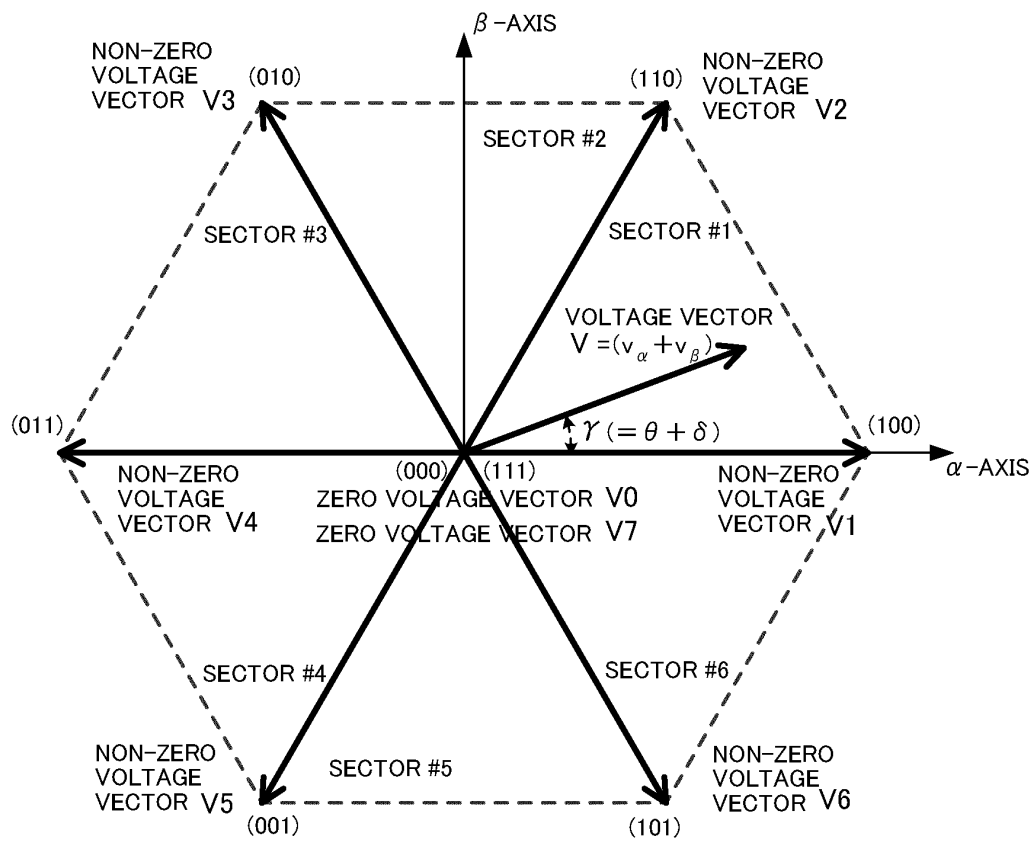 β-AXIS
NON-ZERO
VOLTAGE
VECTOR V3
(010)
(110)
NON-ZERO
VOLTAGE
VECTOR V2
SECTOR #2
SECTOR #3
SECTOR #1
VOLTAGE VECTOR
V =(vα+vβ)
γ (= θ + δ)
(011)
(100)
α-AXIS
(000)
(111)
NON-ZERO
VOLTAGE
VECTOR V4
ZERO VOLTAGE VECTOR V0
ZERO VOLTAGE VECTOR V7
NON-ZERO
VOLTAGE
VECTOR V1
SECTOR #4
SECTOR #6
NON-ZERO
VOLTAGE
VECTOR V5
SECTOR #5
NON-ZERO
VOLTAGE
VECTOR V6
(001)
(101)